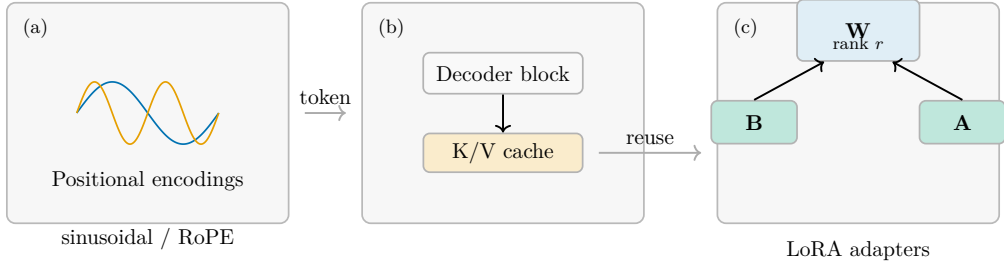 (a)
Positional encodings
sinusoidal / RoPE
token
(b)
Decoder block
K/V cache
reuse
(c)
W
rank r
B
A
LoRA adapters